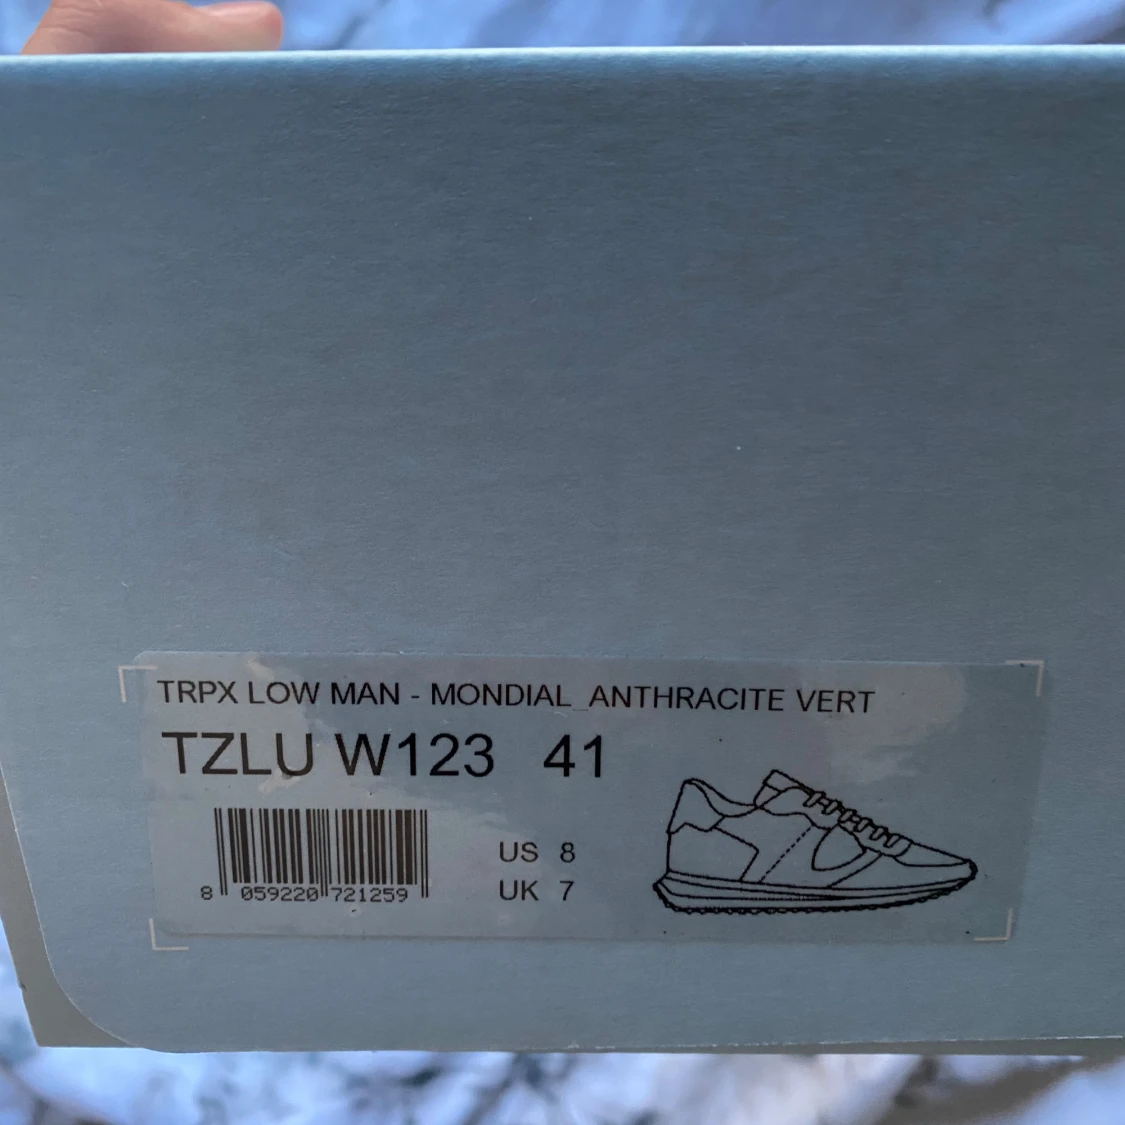 TRPX LOW MAN - MONDIAL_ANTHRACITE VERT
TZLU W123 41
US 8
UK 7
8 059220 721259